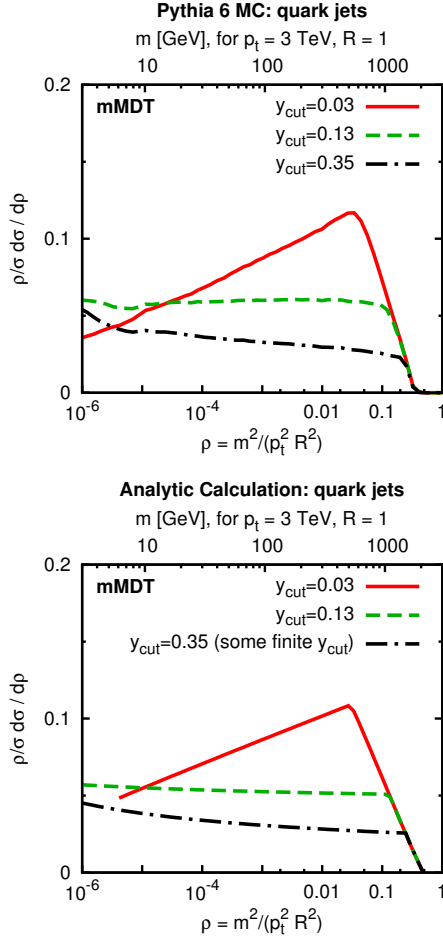 Pythia 6 MC: quark jets
m [GeV], for pt = 3 TeV, R = 1
10 100 1000
0.2
mMDT
ycut=0.03
ycut=0.13
ycut=0.35
ρ/σ dσ / dρ
0.1
0
10-6 10-4 0.01 0.1 1
ρ = m2/(pt2 R2)
Analytic Calculation: quark jets
m [GeV], for pt = 3 TeV, R = 1
10 100 1000
0.2
mMDT
ycut=0.03
ycut=0.13
ycut=0.35 (some finite ycut)
ρ/σ dσ / dρ
0.1
0
10-6 10-4 0.01 0.1 1
ρ = m2/(pt2 R2)